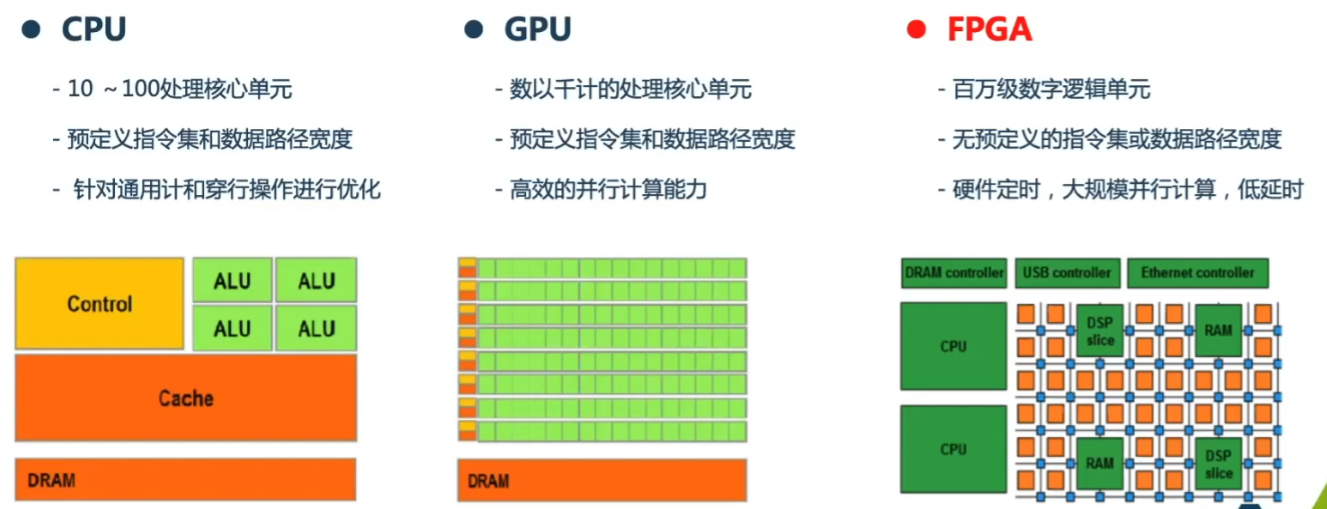 CPU
- 10 ～100处理核心单元
- 预定义指令集和数据路径宽度
- 针对通用计和穿行操作进行优化
GPU
- 数以千计的处理核心单元
- 预定义指令集和数据路径宽度
- 高效的并行计算能力
FPGA
- 百万级数字逻辑单元
- 无预定义的指令集或数据路径宽度
- 硬件定时，大规模并行计算，低延时
Control
ALU
ALU
ALU
ALU
Cache
DRAM
DRAM
DRAM controller
USB controller
Ethernet controller
CPU
CPU
DSP
slice
RAM
RAM
DSP
slice